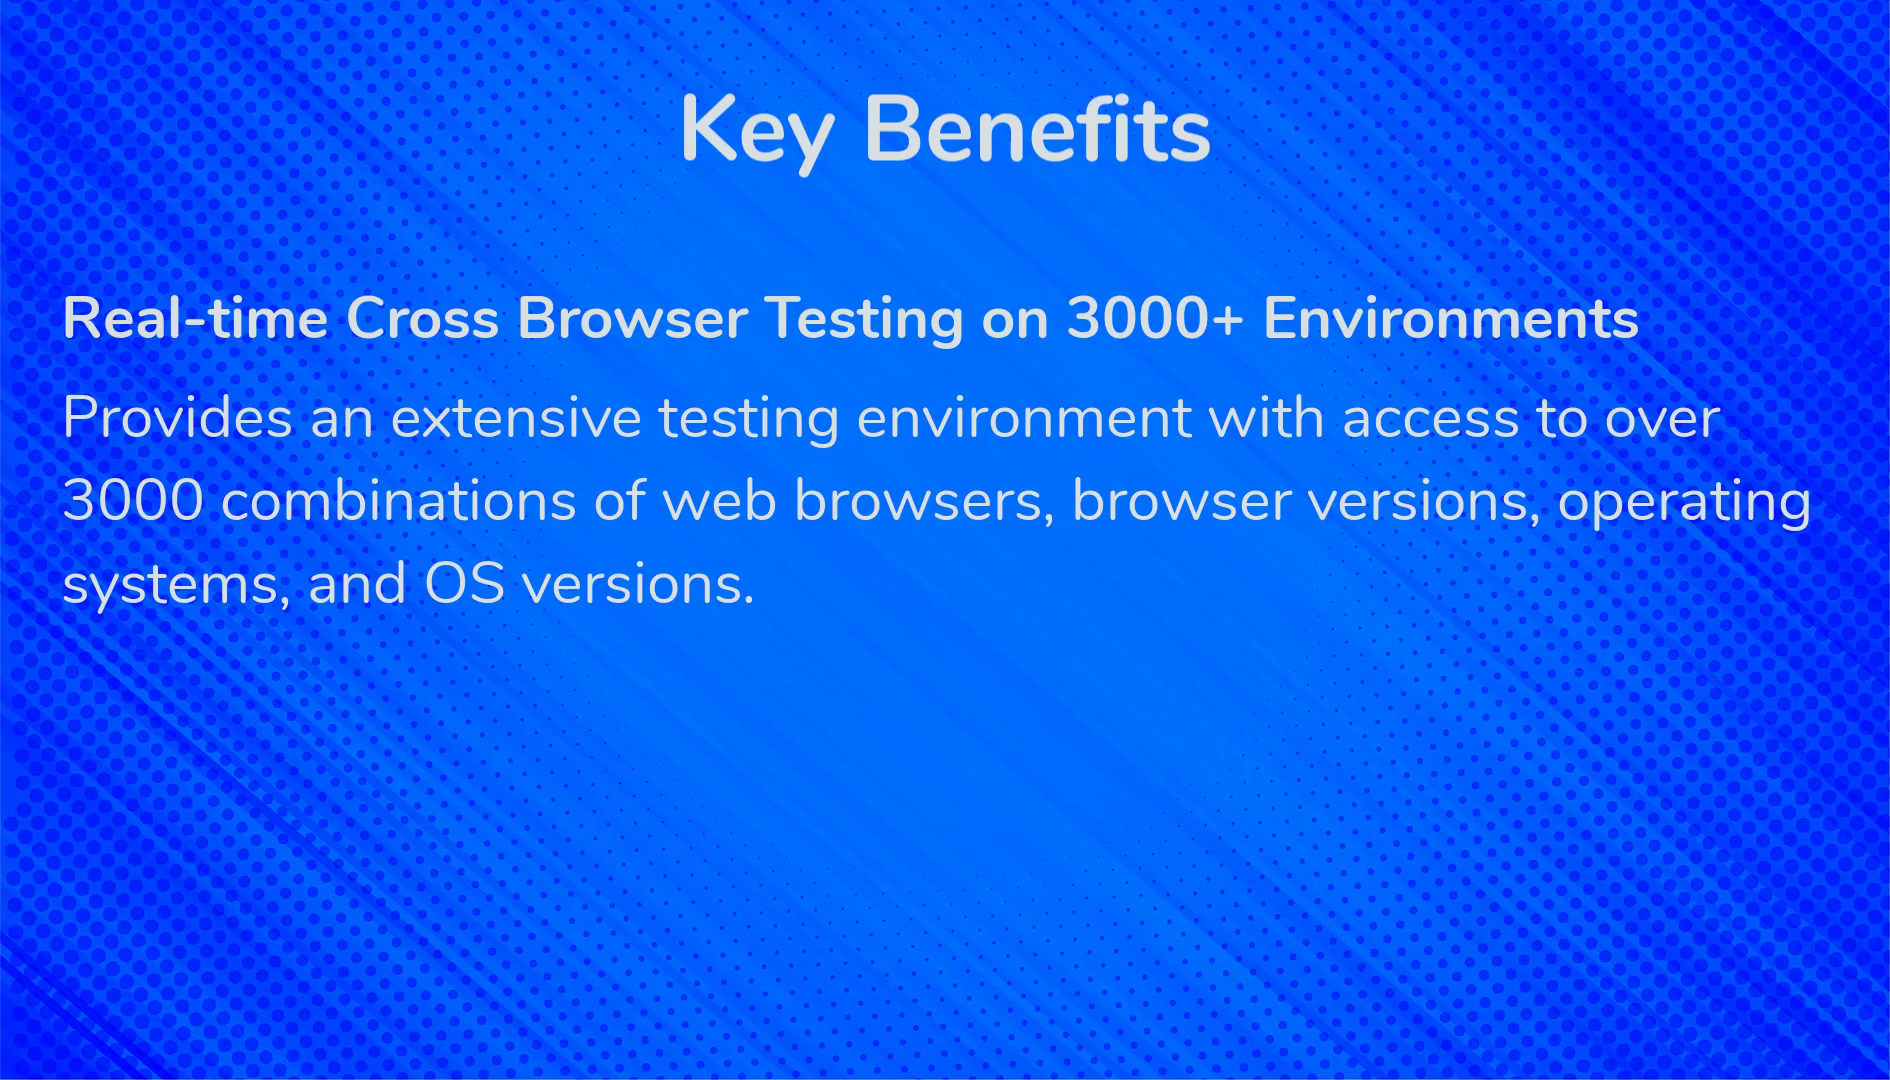 Key Benefits
Real-time Cross Browser Testing on 3000+ Environments
Provides an extensive testing environment with access to over
3000 combinations of web browsers, browser versions, operating
systems, and OS versions.